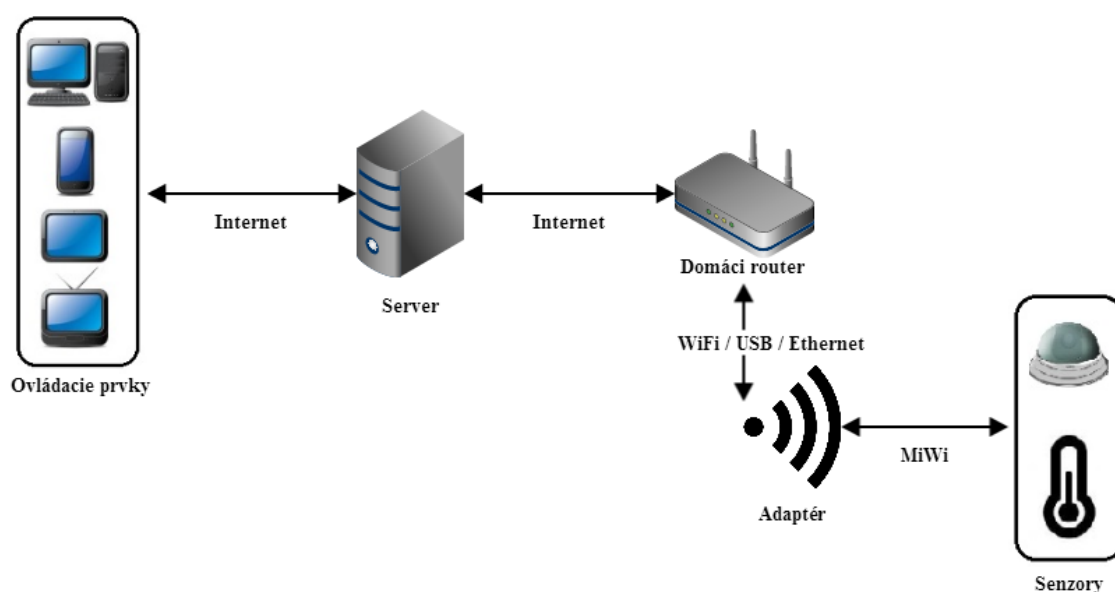 Internet
Internet
Domáci router
Server
WiFi / USB / Ethernet
Ovládacie prvky
MiWi
Adaptér
Senzory